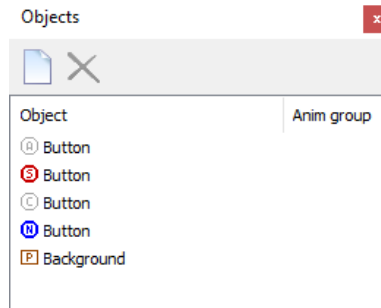 Objects
x
Object Anim group
A Button
S Button
C Button
N Button
P Background